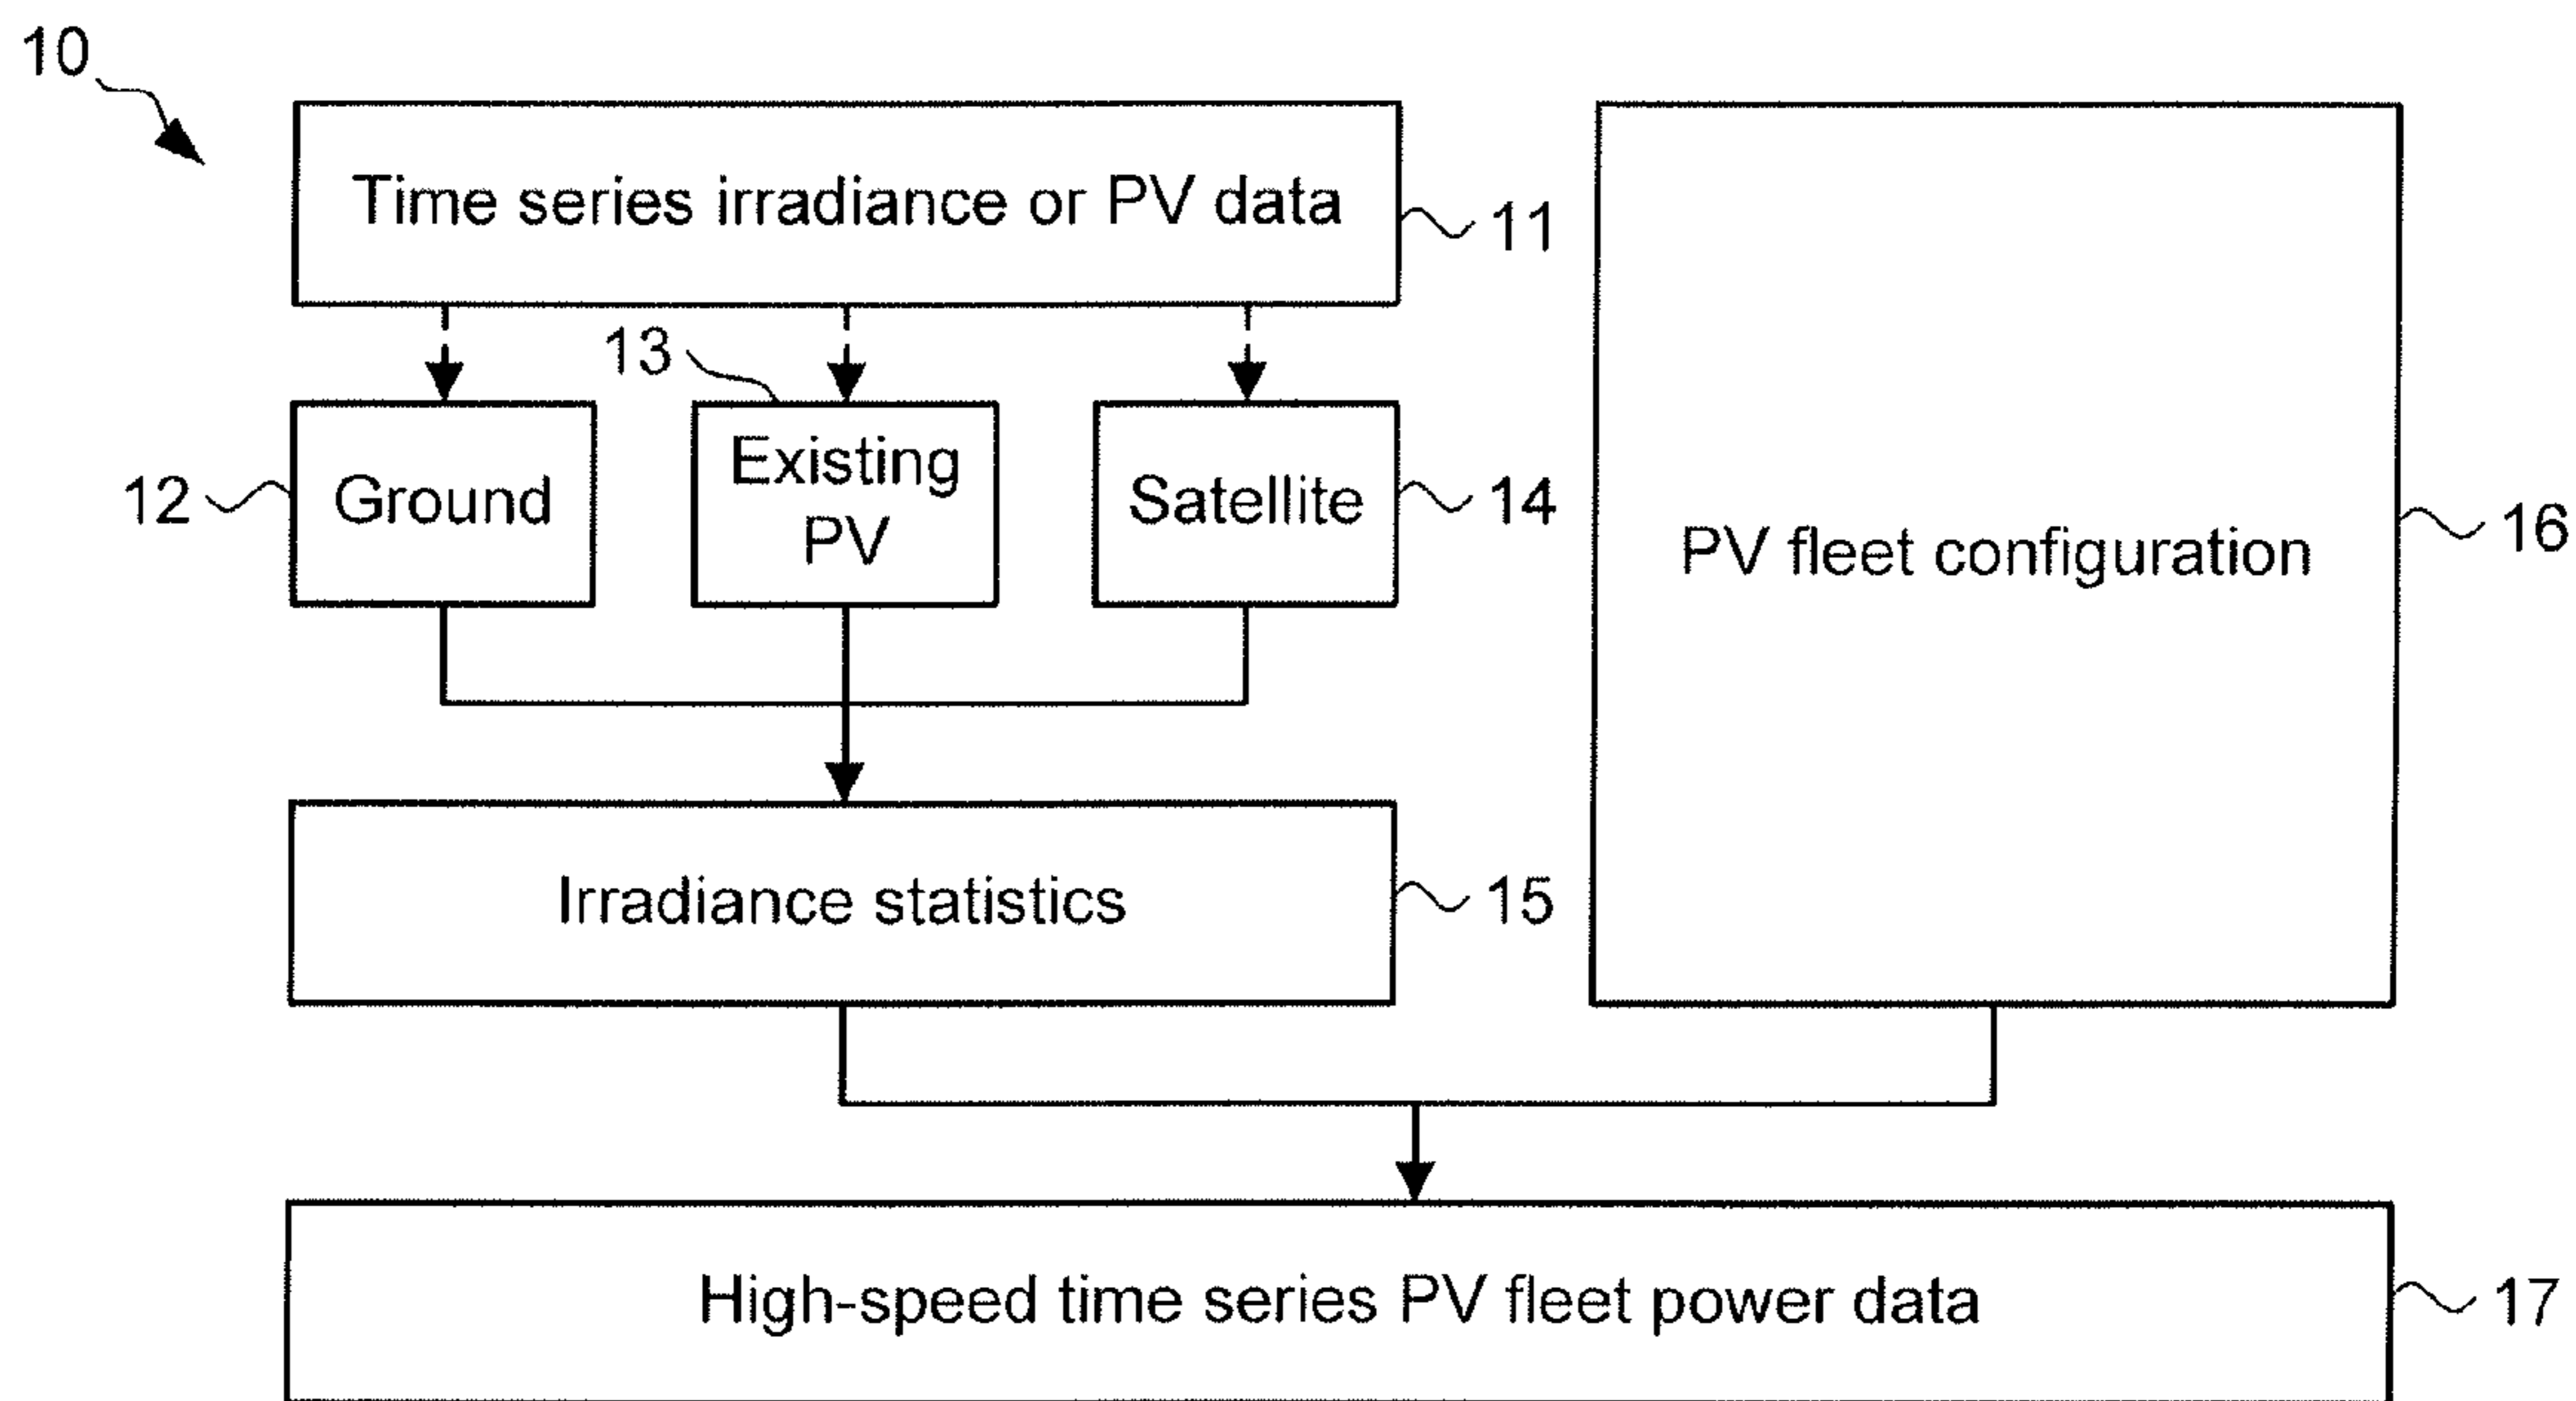 10
Time series irradiance or PV data
11
13
12
Ground
Existing
PV
Satellite
14
PV fleet configuration
16
Irradiance statistics
15
High-speed time series PV fleet power data
17